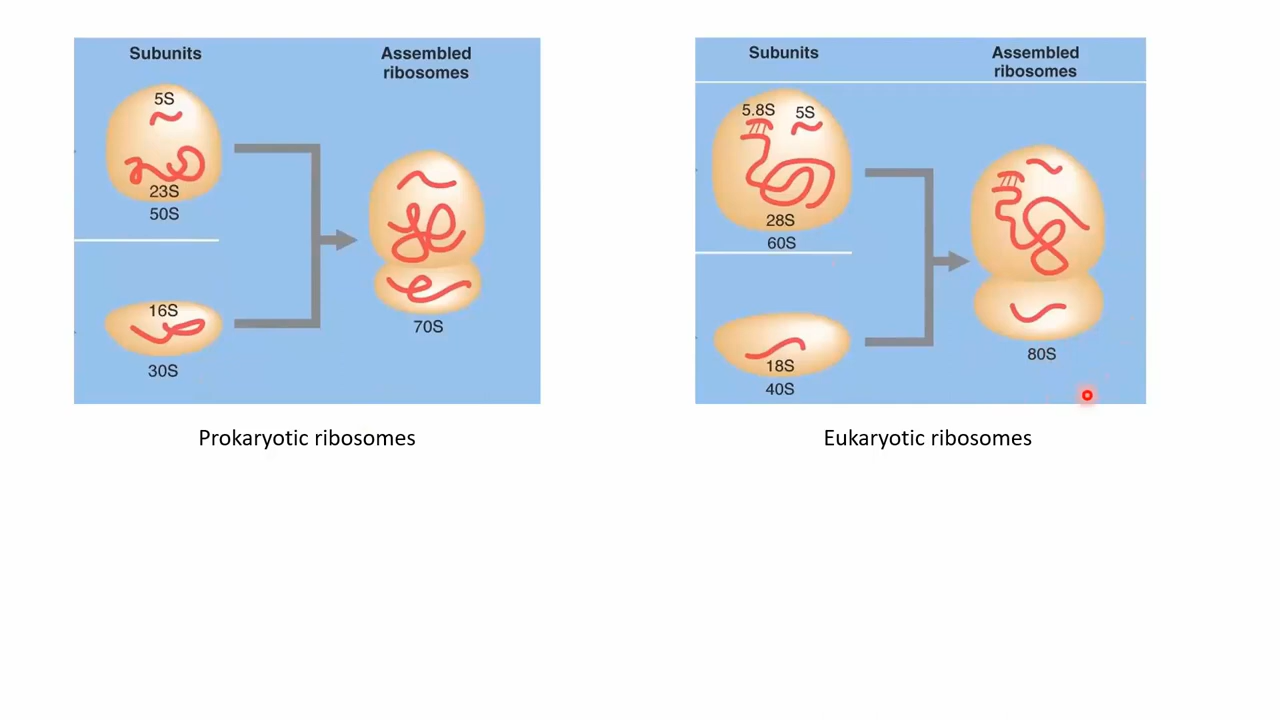 Subunits
Assembled
ribosomes
5S
23S
50S
16S
30S
70S
Prokaryotic ribosomes
Subunits
Assembled
ribosomes
5.8S
5S
28S
60S
18S
40S
80S
Eukaryotic ribosomes